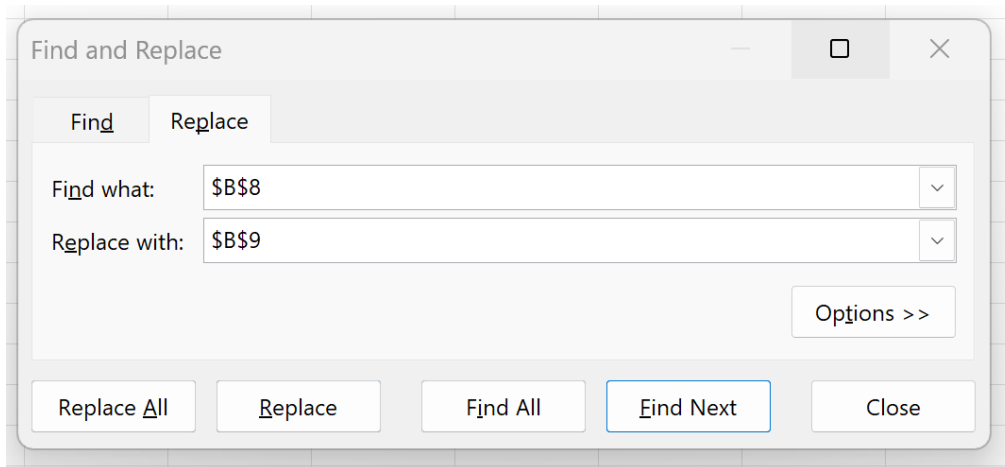 Find and Replace
Find Replace
Find what: $B$8
Replace with: $B$9
Options >>
Replace All Replace Find All Find Next Close